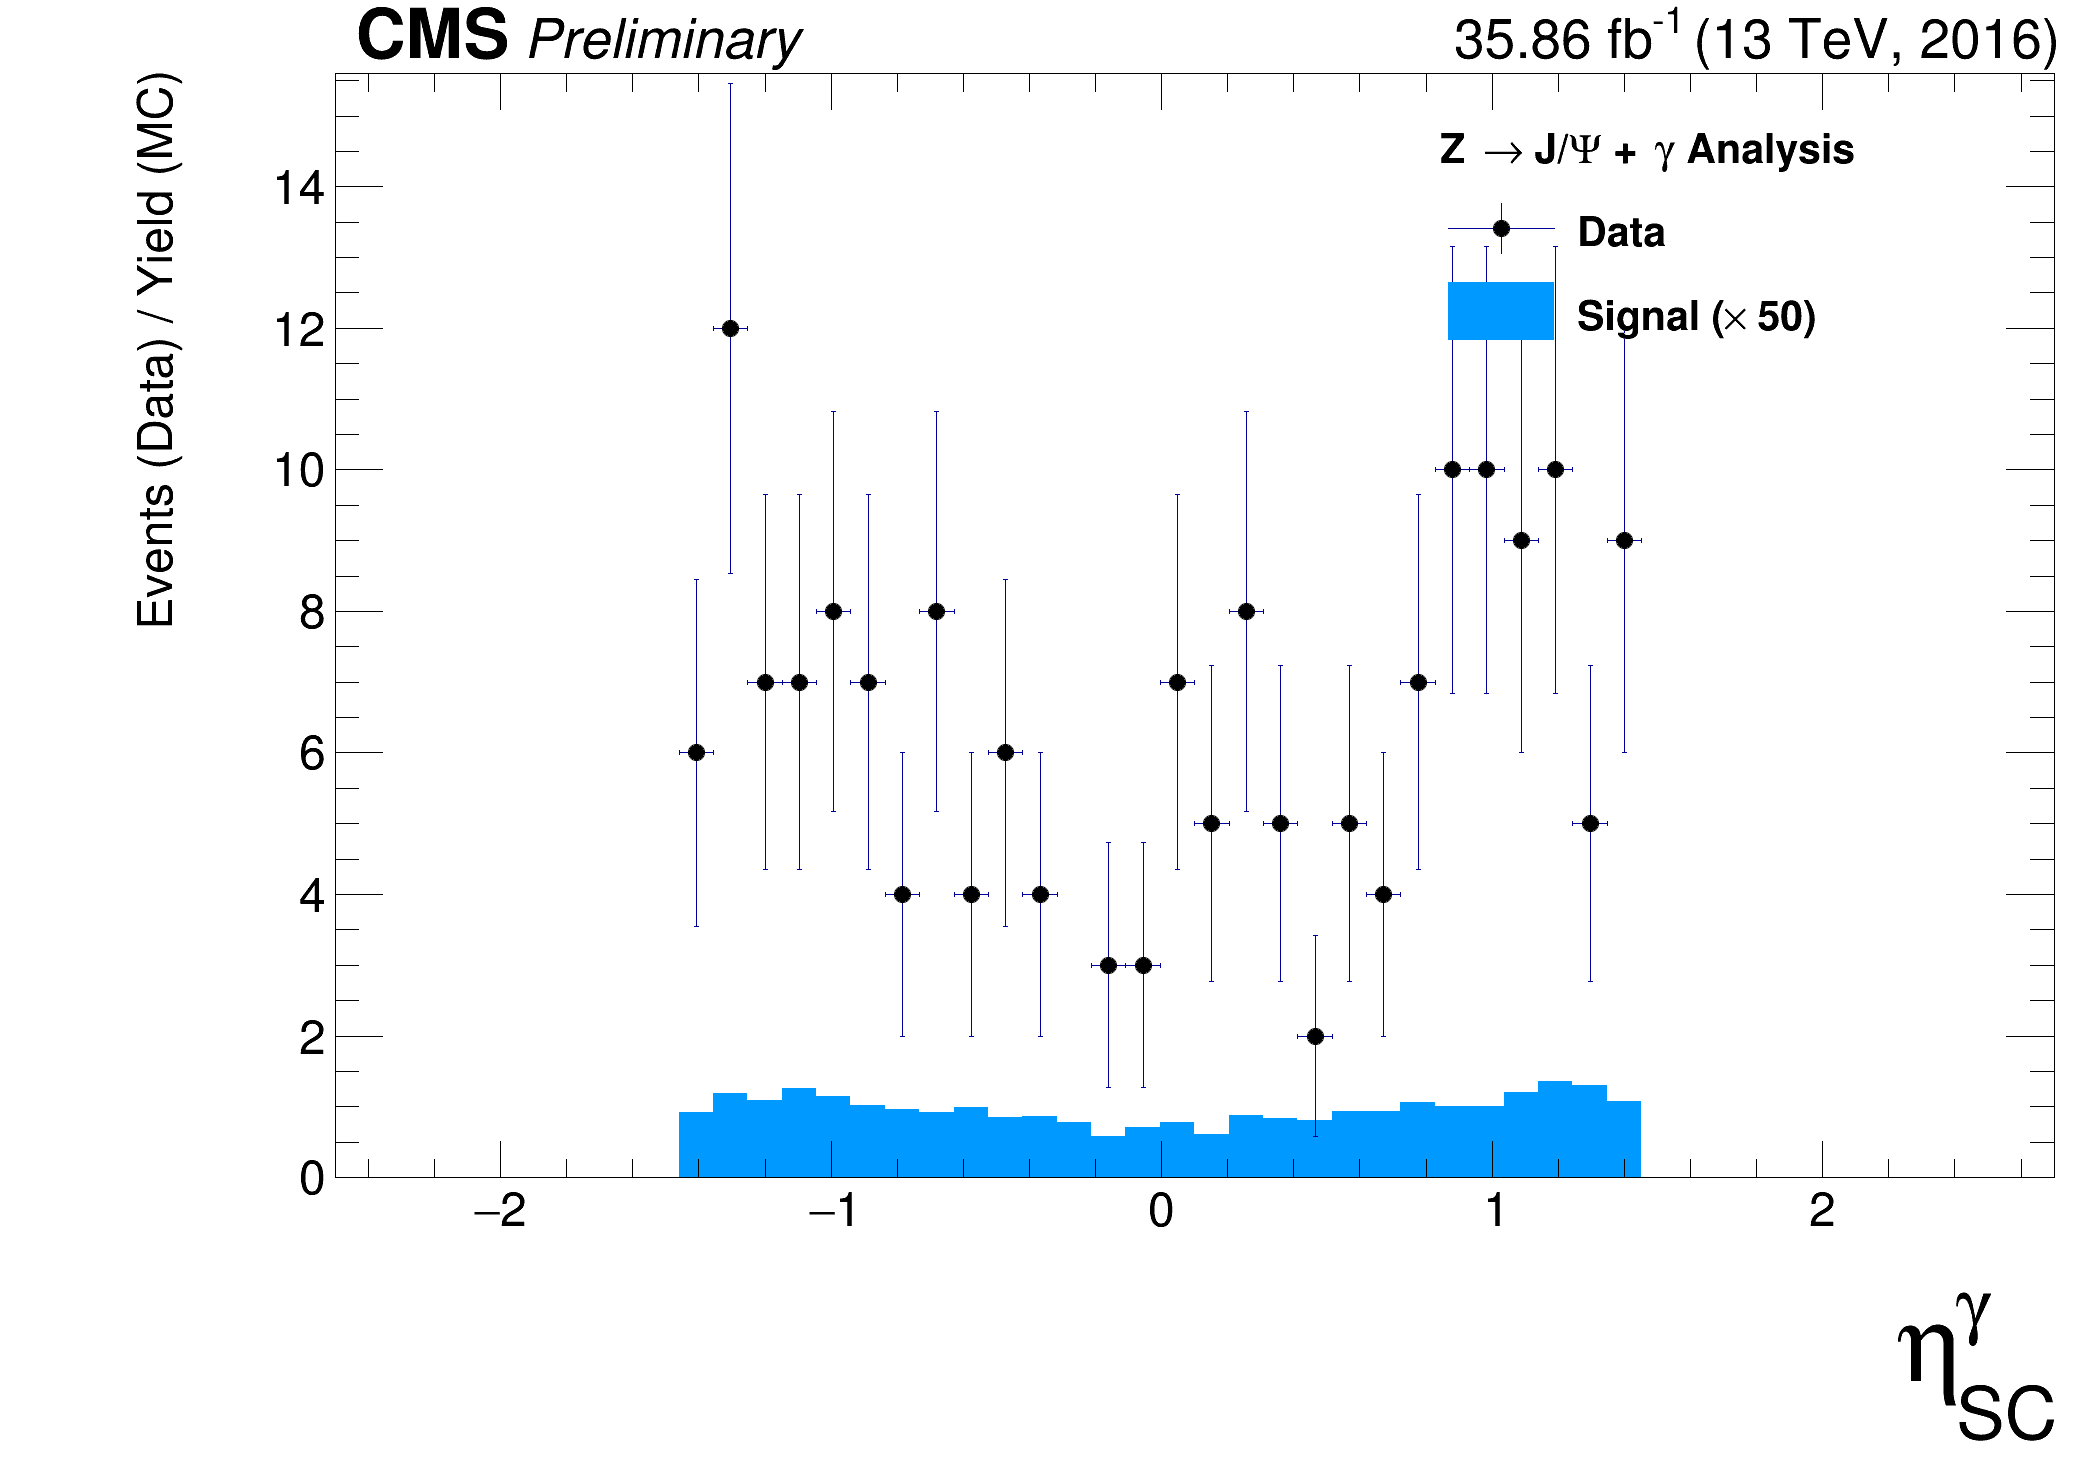 CMS Preliminary
35.86 fb⁻¹ (13 TeV, 2016)
Events (Data) / Yield (MC)
Z → J/Ψ + γ Analysis
Data
Signal (× 50)
14
12
10
8
6
4
2
0
−2 −1 0 1 2
η^γ_SC